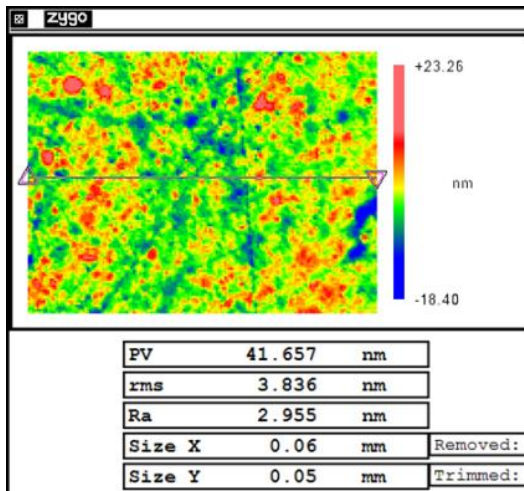 zygo
+23.26
nm
-18.40
PV 41.657 nm
rms 3.836 nm
Ra 2.955 nm
Size X 0.06 mm Removed:
Size Y 0.05 mm Trimmed: